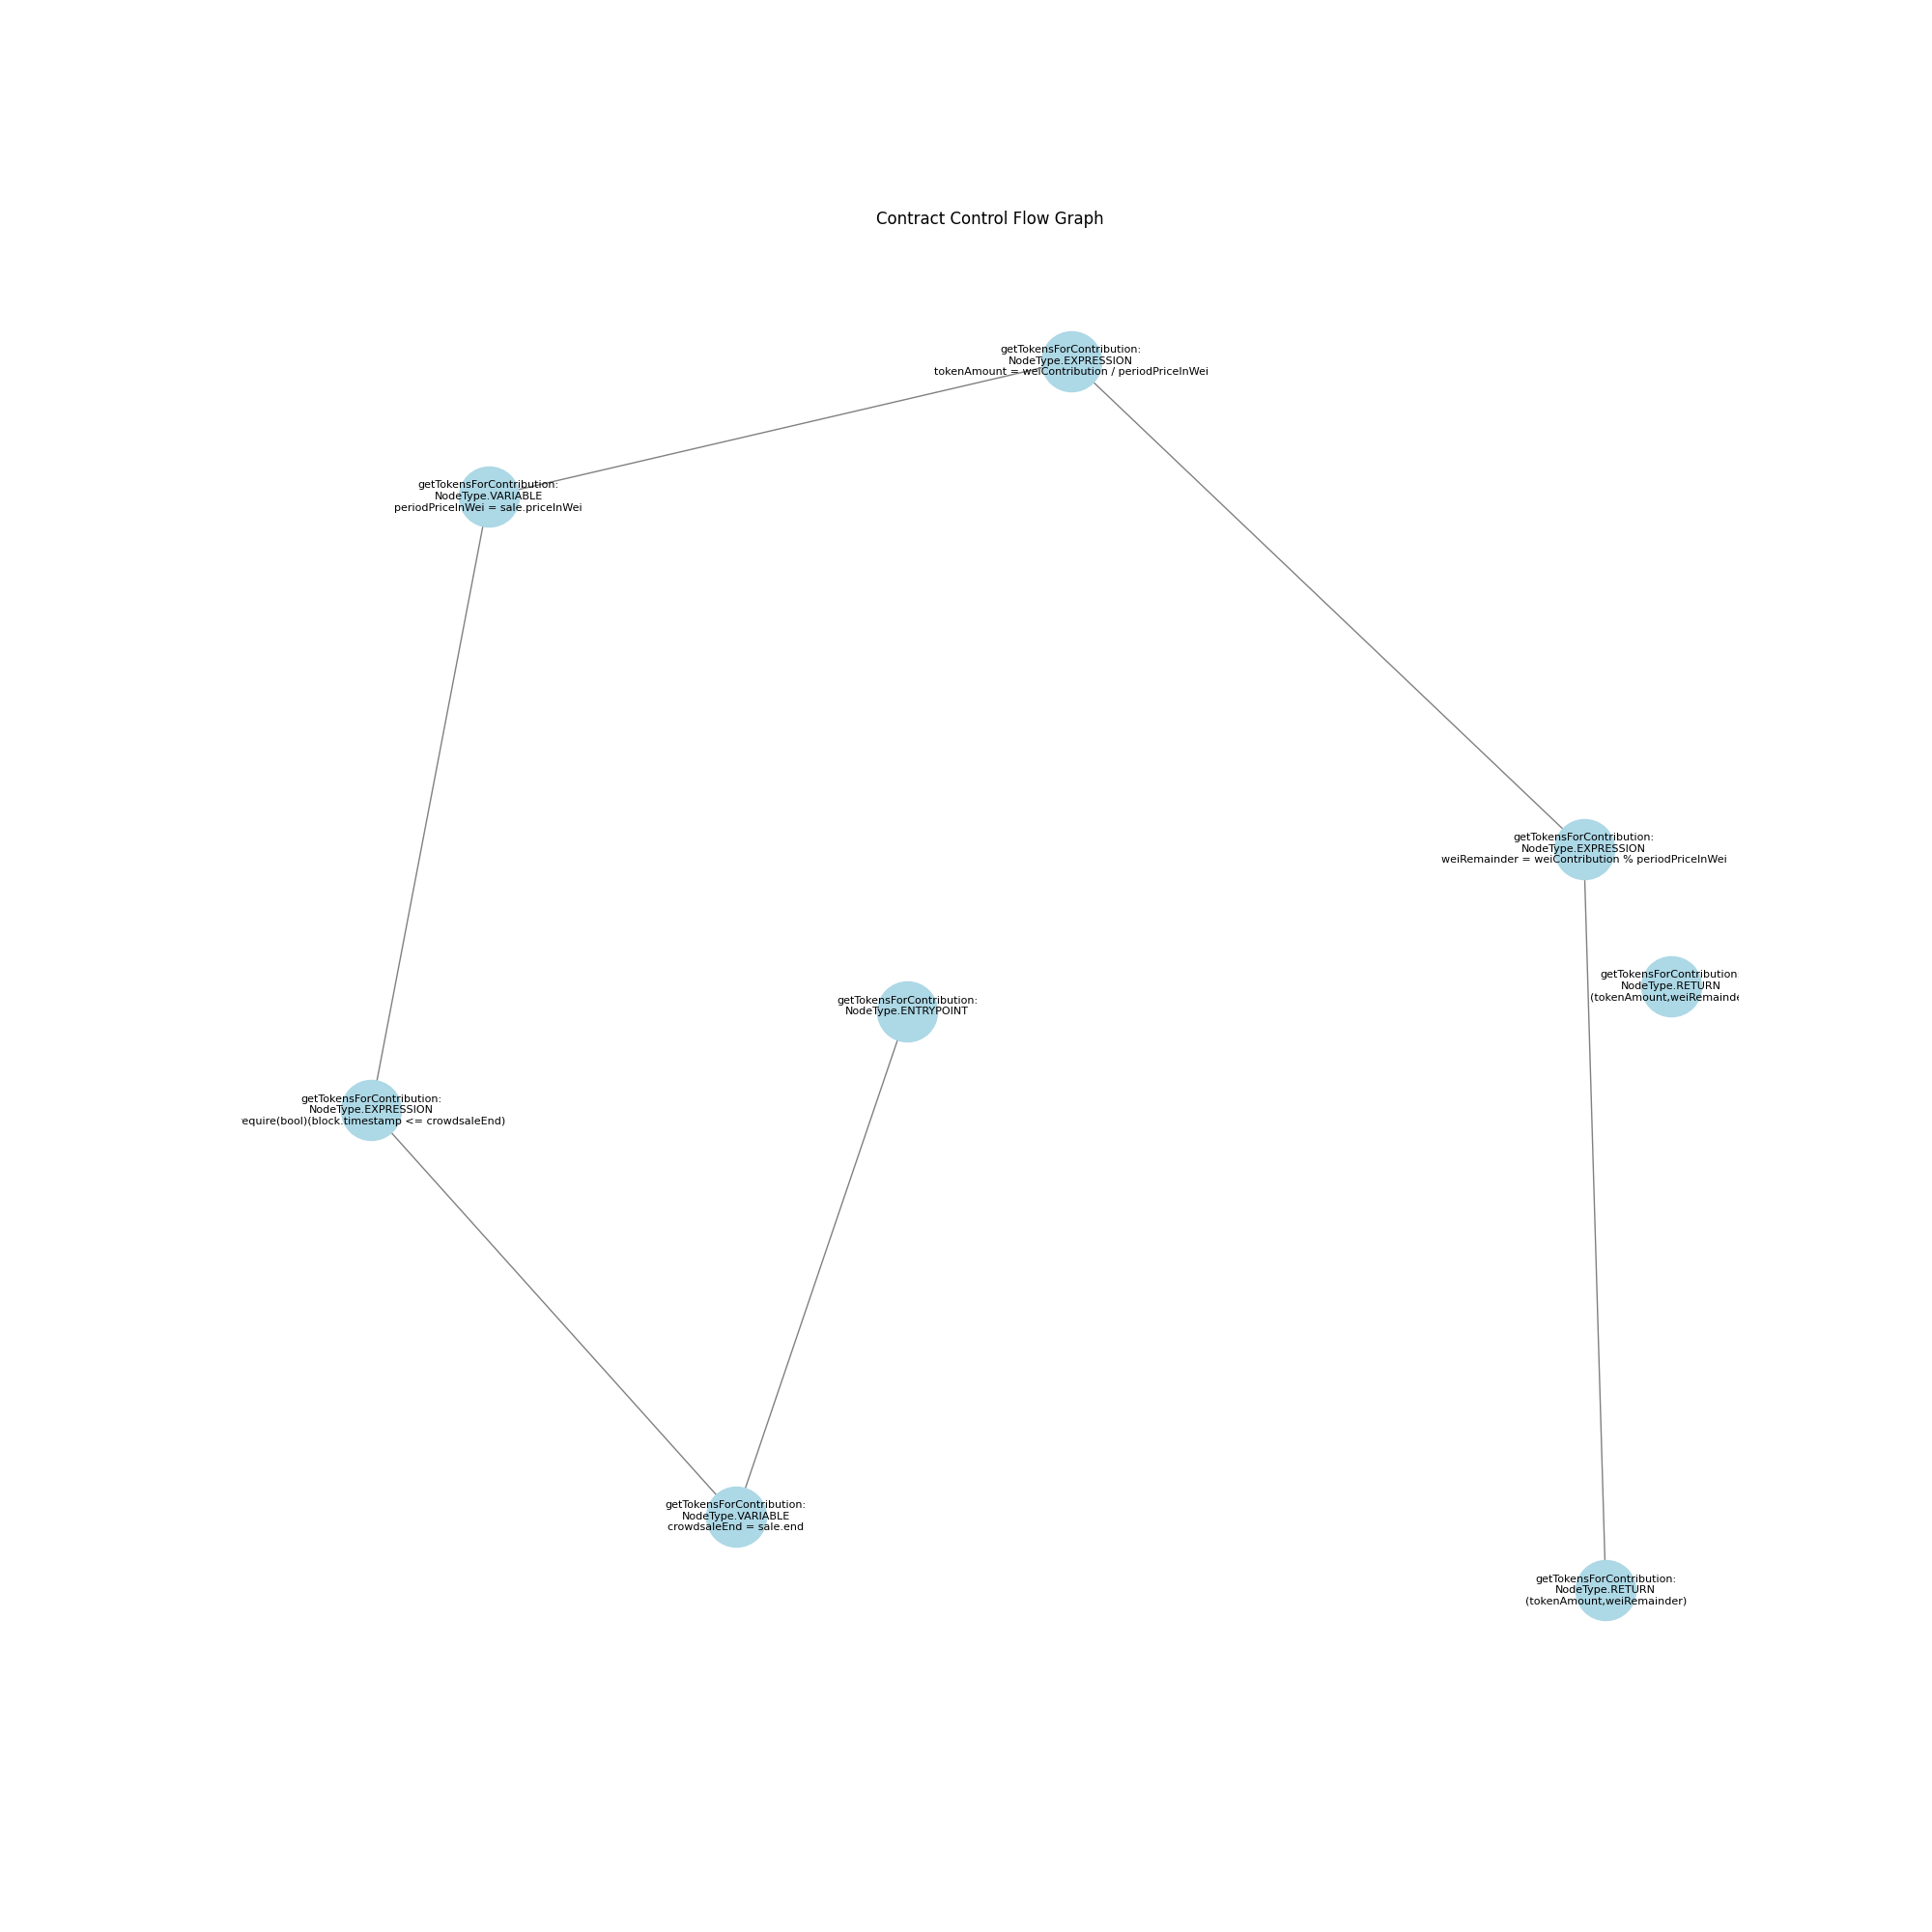 Contract Control Flow Graph
getTokensForContribution:
NodeType.EXPRESSION
tokenAmount = weiContribution / periodPriceInWei
getTokensForContribution:
NodeType.VARIABLE
periodPriceInWei = sale.priceInWei
getTokensForContribution:
NodeType.EXPRESSION
weiRemainder = weiContribution % periodPriceInWei
getTokensForContribution
NodeType.RETURN
(tokenAmount,weiRemainde
getTokensForContribution:
NodeType.ENTRYPOINT
getTokensForContribution:
NodeType.EXPRESSION
equire(bool)(block.timestamp <= crowdsaleEnd)
getTokensForContribution:
NodeType.VARIABLE
crowdsaleEnd = sale.end
getTokensForContribution:
NodeType.RETURN
(tokenAmount,weiRemainder)